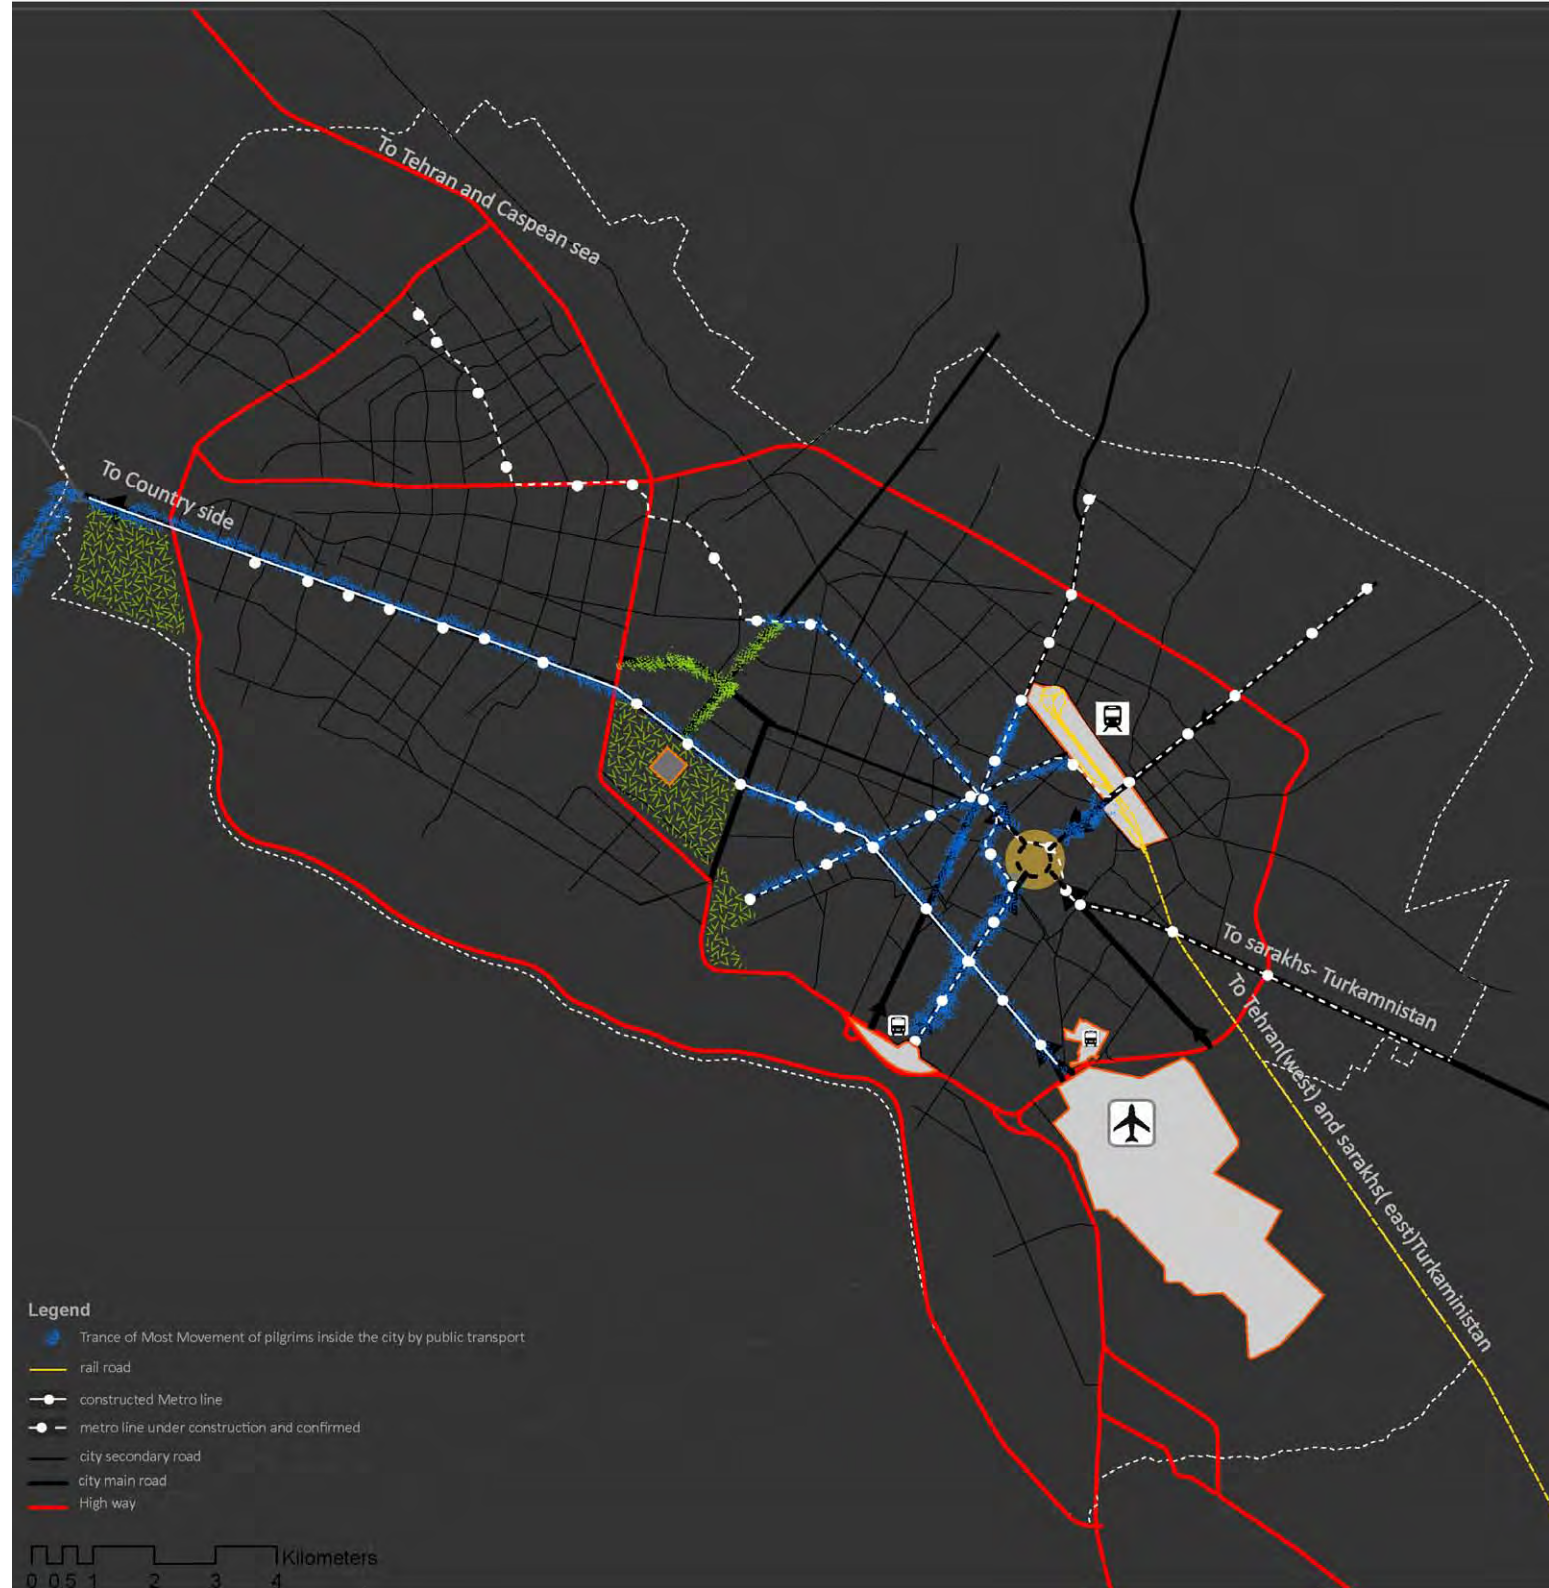 To Tehran and Caspean sea
To Country side
To sarakhs- Turkamnistan
To Tehran(west) and sarakhs( east)Turkaministan
Legend
Trance of Most Movement of pilgrims inside the city by public transport
rail road
constructed Metro line
metro line under construction and confirmed
city secondary road
city main road
High way
Kilometers
0 0.5 1 2 3 4